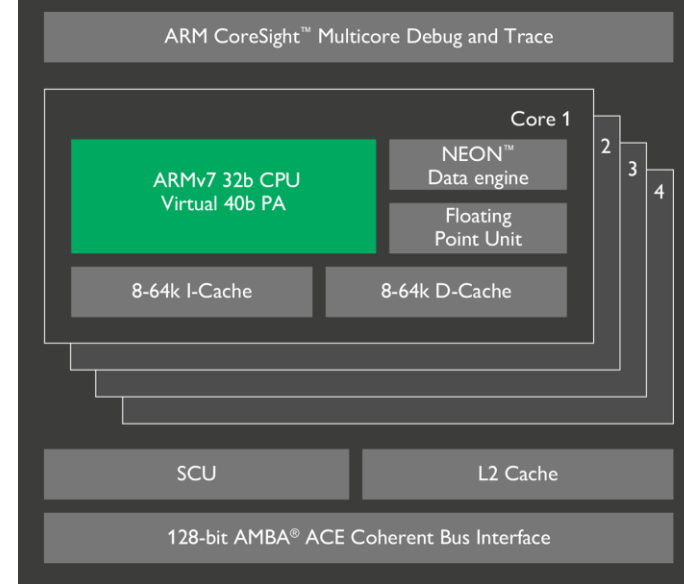 ARM CoreSight™ Multicore Debug and Trace
Core 1
2
3
4
ARMv7 32b CPU
Virtual 40b PA
NEON™
Data engine
Floating
Point Unit
8-64k I-Cache
8-64k D-Cache
SCU
L2 Cache
128-bit AMBA® ACE Coherent Bus Interface